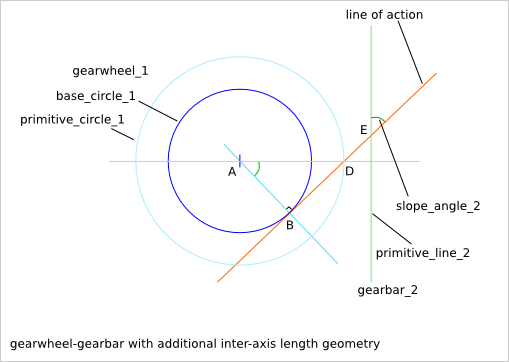 line of action
gearwheel_1
base_circle_1
primitive_circle_1
E
A
D
slope_angle_2
B
primitive_line_2
gearbar_2
gearwheel-gearbar with additional inter-axis length geometry